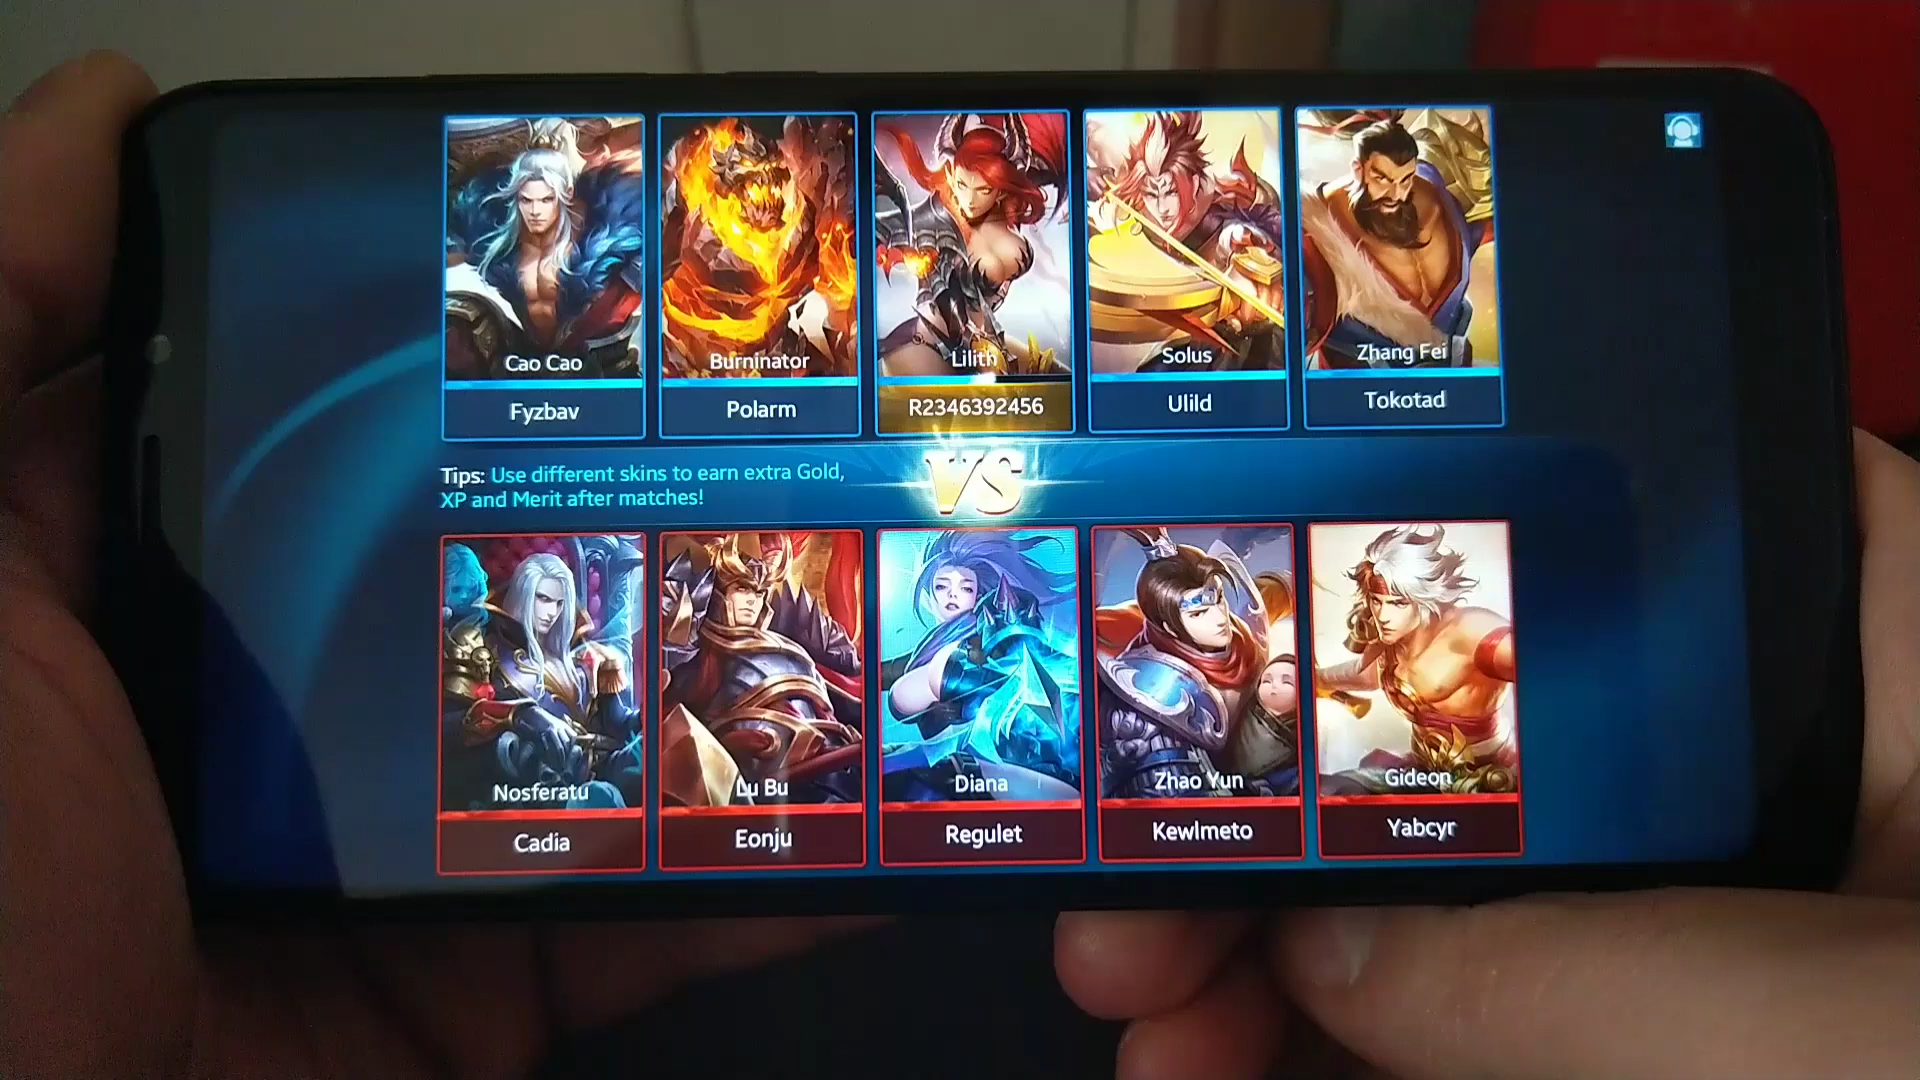 Cao Cao
Burninator
Lilith
Solus
Zhang Fei
Fyzbav
Polarm
R2346392456
Ulild
Tokotad
Tips: Use different skins to earn extra Gold,
XP and Merit after matches!
VS
Nosferatu
Lu Bu
Diana
Zhao Yun
Gideon
Cadia
Eonju
Regulet
Kewlmeto
Yabcyr